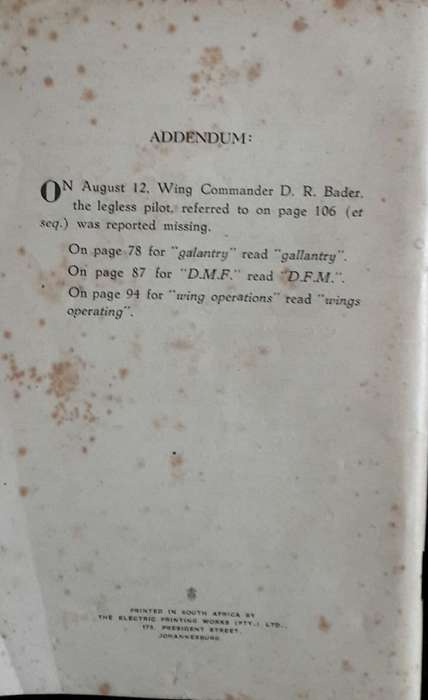 ADDENDUM:
ON August 12, Wing Commander D. R. Bader,
the legless pilot, referred to on page 106 (et
seq.) was reported missing.
On page 78 for "galantry" read "gallantry".
On page 87 for "D.M.F." read "D.F.M.".
On page 94 for "wing operations" read "wings
operating".
PRINTED IN SOUTH AFRICA BY
THE ELECTRIC PRINTING WORKS (PTY.) LTD.,
175, PRESIDENT STREET,
JOHANNESBURG